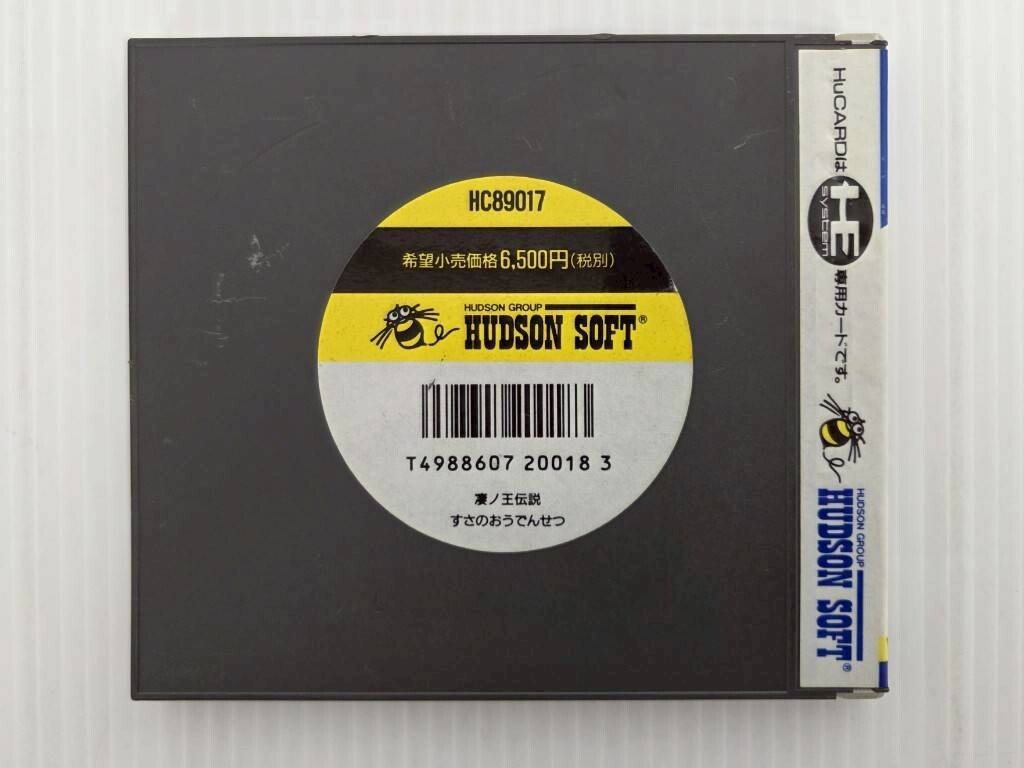 HC89017
希望小売価格6,500円(税別)
HUDSON GROUP
HUDSON SOFT®
T4988607 20018 3
凄ノ王伝説
すさのおうでんせつ
HuCARDは HE system 専用カードです。
HUDSON GROUP
HUDSON SOFT®